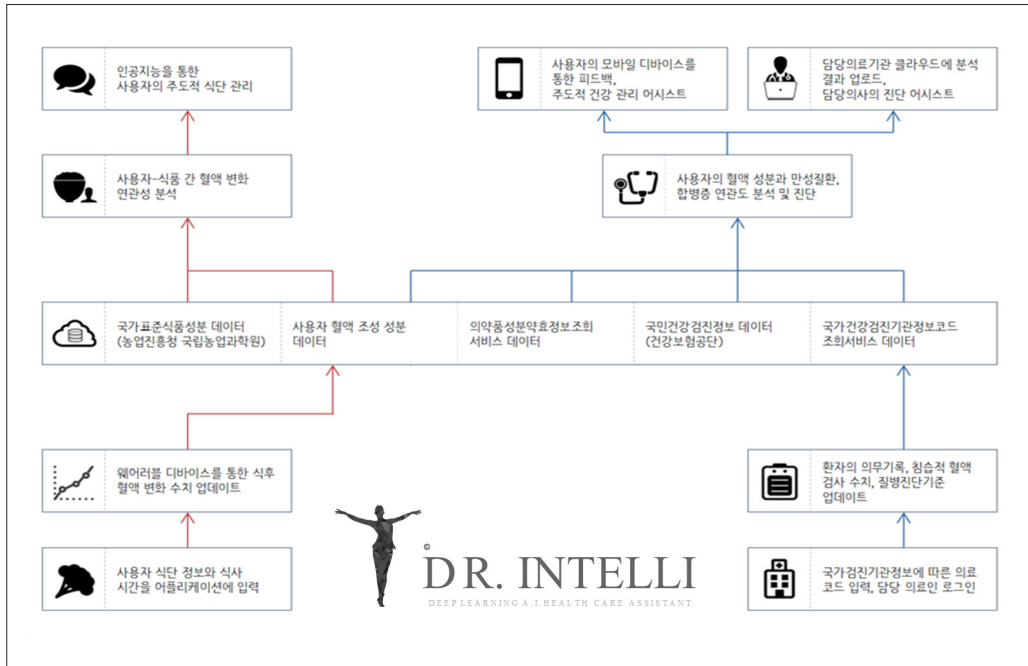 인공지능을 통한
사용자의 주도적 식단 관리
사용자의 모바일 디바이스를
통한 피드백,
주도적 건강 관리 어시스트
담당의료기관 클라우드에 분석
결과 업로드,
담당의사의 진단 어시스트
사용자-식품 간 혈액 변화
연관성 분석
사용자의 혈액 성분과 만성질환,
합병증 연관도 분석 및 진단
국가표준식품성분 데이터
(농업진흥청 국립농업과학원)
사용자 혈액 조성 성분
데이터
의약품성분약효정보조회
서비스 데이터
국민건강검진정보 데이터
(건강보험공단)
국가건강검진기관정보코드
조회서비스 데이터
웨어러블 디바이스를 통한 식후
혈액 변화 수치 업데이트
환자의 의무기록, 침습적 혈액
검사 수치, 질병진단기준
업데이트
사용자 식단 정보와 식사
시간을 어플리케이션에 입력
국가검진기관정보에 따른 의료
코드 입력, 담당 의료인 로그인
©
DR. INTELLI
DEEPLEARNING A.I.HEALTH CARE ASSISTANT